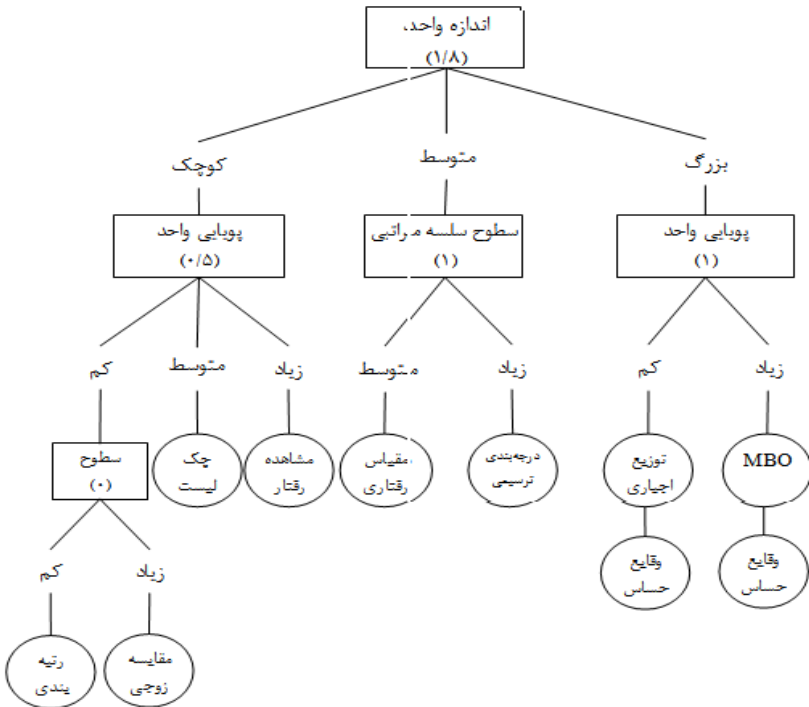 اندازه واحد،
(۱/۸)
کوچک
متوسط
بزرگ
پویایی واحد
(۰/۵)
سطوح سلسه مراتبی
(۱)
پویایی واحد
(۱)
کم
متوسط
زیاد
متوسط
زیاد
کم
زیاد
سطوح
(۰)
چک
لیست
مشاهده
رفتار
مقیاس
رفتاری
درجه‌بندی
ترسیمی
توزیع
اجباری
MBO
وقایع
حساس
وقایع
حساس
کم
زیاد
رتبه
بندی
مقایسه
زوجی